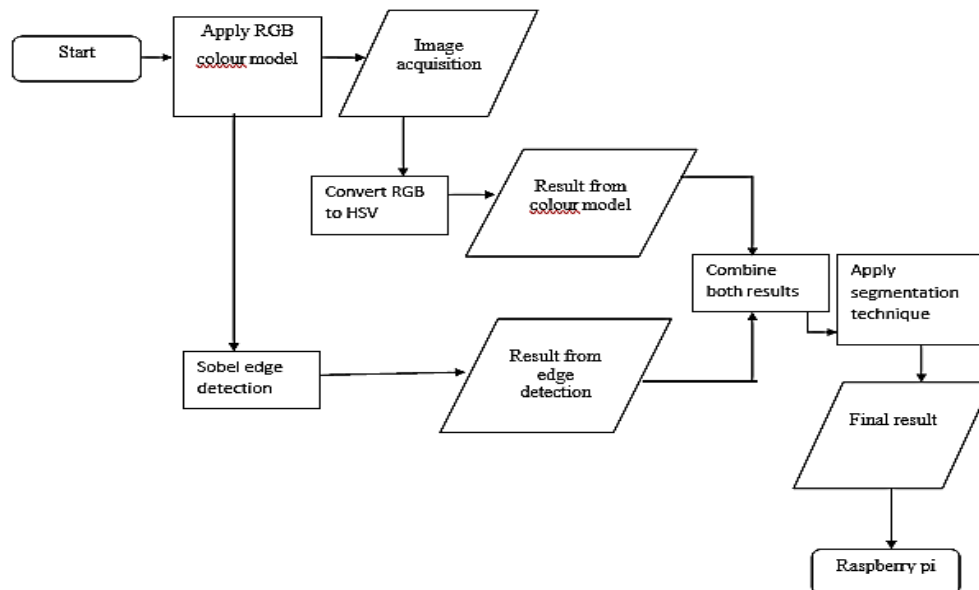 Start
Apply RGB
colour model
Image
acquisition
Convert RGB
to HSV
Result from
colour model
Combine
both results
Apply
segmentation
technique
Sobel edge
detection
Result from
edge
detection
Final result
Raspberry pi